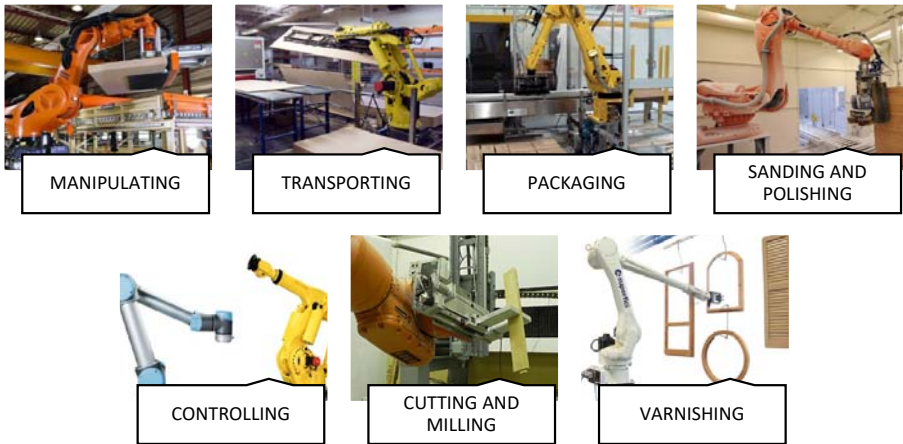 MANIPULATING
TRANSPORTING
PACKAGING
SANDING AND
POLISHING
CONTROLLING
CUTTING AND
MILLING
VARNISHING